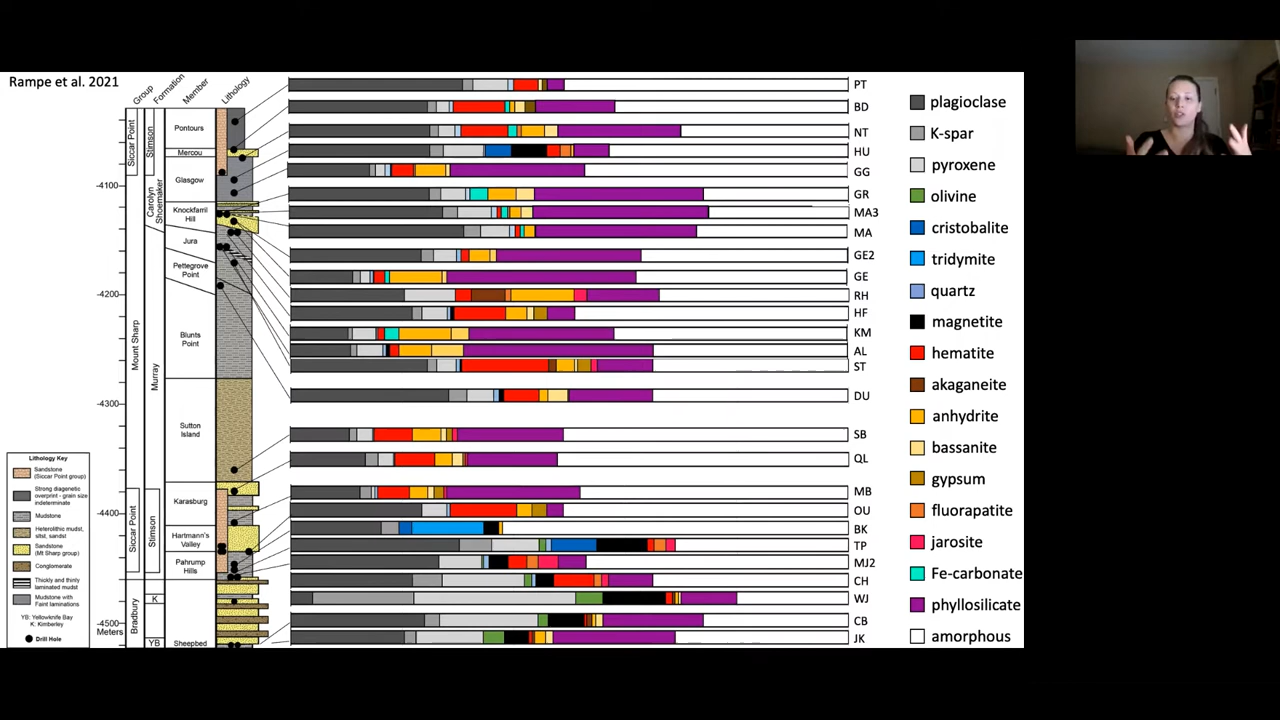 Rampe et al. 2021
Group
Formation
Member
Lithology
-4100
-4200
-4300
-4400
-4500
Meters
Siccar Point
Mount Sharp
Siccar Point
Bradbury
Stimson
Carolyn
Shoemaker
Murray
Stimson
K
YB
Pontours
Mercou
Glasgow
Knockfarril
Hill
Jura
Pettegrove
Point
Blunts
Point
Sutton
Island
Karasburg
Hartmann's
Valley
Pahrump
Hills
Sheepbed
Lithology Key
Sandstone
(Siccar Point group)
Strong diagenetic
overprint - grain size
indeterminate
Mudstone
Heterolithic mudst,
sltst, sandst
Sandstone
(Mt Sharp group)
Conglomerate
Thickly and thinly
laminated mudst
Mudstone with
Faint laminations
YB: Yellowknife Bay
K: Kimberley
Drill Hole
PT
BD
NT
HU
GG
GR
MA3
MA
GE2
GE
RH
HF
KM
AL
ST
DU
SB
QL
MB
OU
BK
TP
MJ2
CH
WJ
CB
JK
plagioclase
K-spar
pyroxene
olivine
cristobalite
tridymite
quartz
magnetite
hematite
akaganeite
anhydrite
bassanite
gypsum
fluorapatite
jarosite
Fe-carbonate
phyllosilicate
amorphous